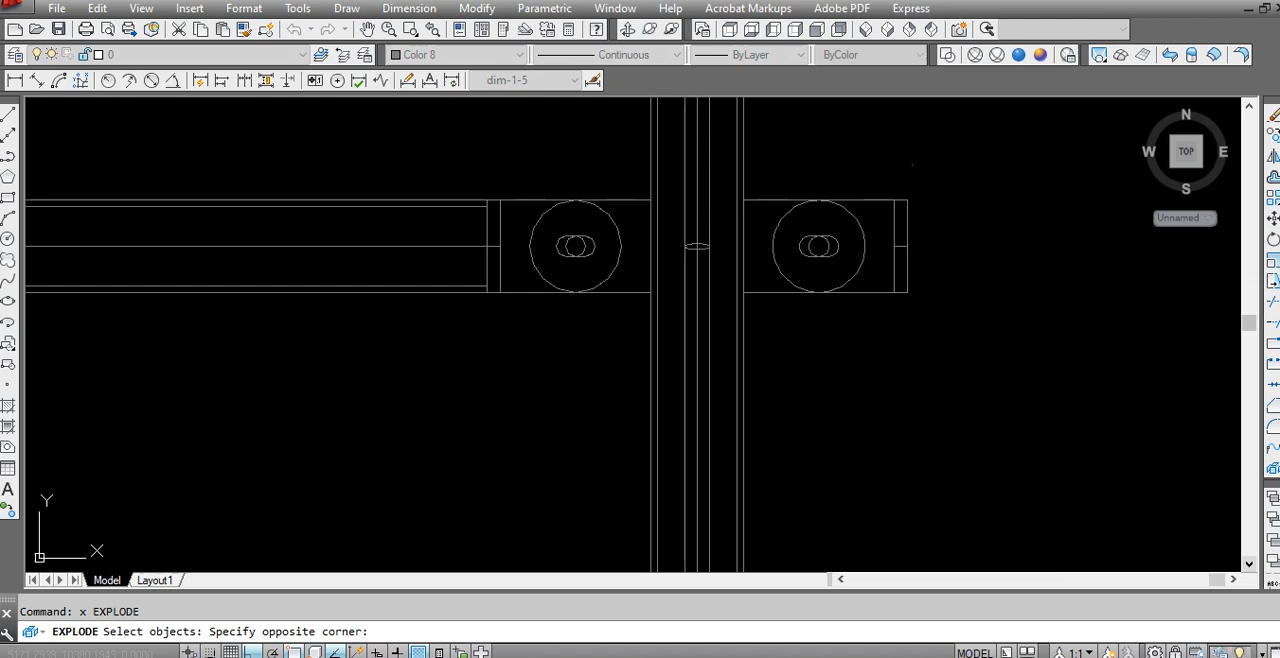 File Edit View Insert Format Tools Draw Dimension Modify Parametric Window Help Acrobat Markups Adobe PDF Express
0 Color 8 Continuous ByLayer ByColor
dim-1-5
N
W TOP E
S
Unnamed
Y
X
Model Layout1
Command: x EXPLODE
EXPLODE Select objects: Specify opposite corner:
MODEL 1:1